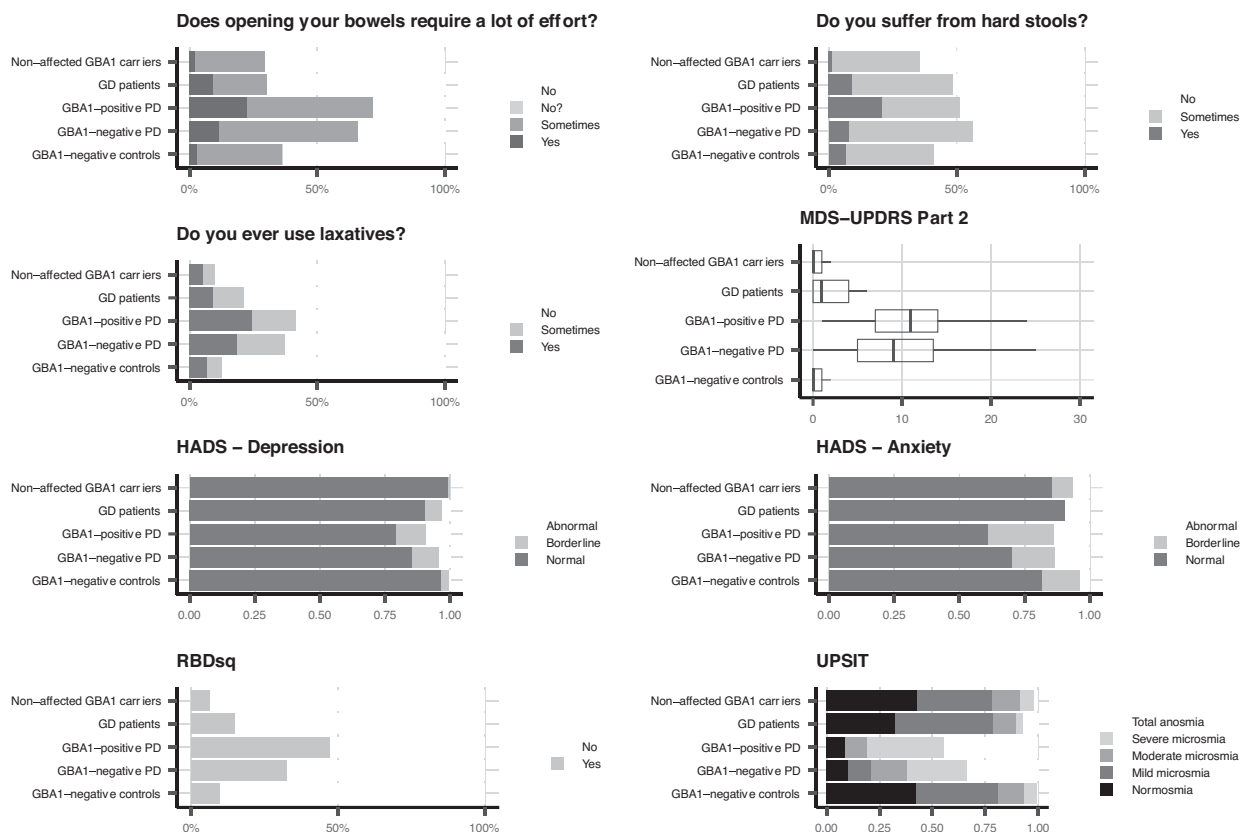 Does opening your bowels require a lot of effort?
Non–affected GBA1 carriers
GD patients
GBA1–positive PD
GBA1–negative PD
GBA1–negative controls
0%
50%
100%
No
No?
Sometimes
Yes
Do you suffer from hard stools?
Non–affected GBA1 carriers
GD patients
GBA1–positive PD
GBA1–negative PD
GBA1–negative controls
0%
50%
100%
No
Sometimes
Yes
Do you ever use laxatives?
Non–affected GBA1 carriers
GD patients
GBA1–positive PD
GBA1–negative PD
GBA1–negative controls
0%
50%
100%
No
Sometimes
Yes
MDS–UPDRS Part 2
Non–affected GBA1 carriers
GD patients
GBA1–positive PD
GBA1–negative PD
GBA1–negative controls
0
10
20
30
HADS – Depression
Non–affected GBA1 carriers
GD patients
GBA1–positive PD
GBA1–negative PD
GBA1–negative controls
0.00
0.25
0.50
0.75
1.00
Abnormal
Borderline
Normal
HADS – Anxiety
Non–affected GBA1 carriers
GD patients
GBA1–positive PD
GBA1–negative PD
GBA1–negative controls
0.00
0.25
0.50
0.75
1.00
Abnormal
Borderline
Normal
RBDsq
Non–affected GBA1 carriers
GD patients
GBA1–positive PD
GBA1–negative PD
GBA1–negative controls
0%
50%
100%
No
Yes
UPSIT
Non–affected GBA1 carriers
GD patients
GBA1–positive PD
GBA1–negative PD
GBA1–negative controls
0.00
0.25
0.50
0.75
1.00
Total anosmia
Severe microsmia
Moderate microsmia
Mild microsmia
Normosmia